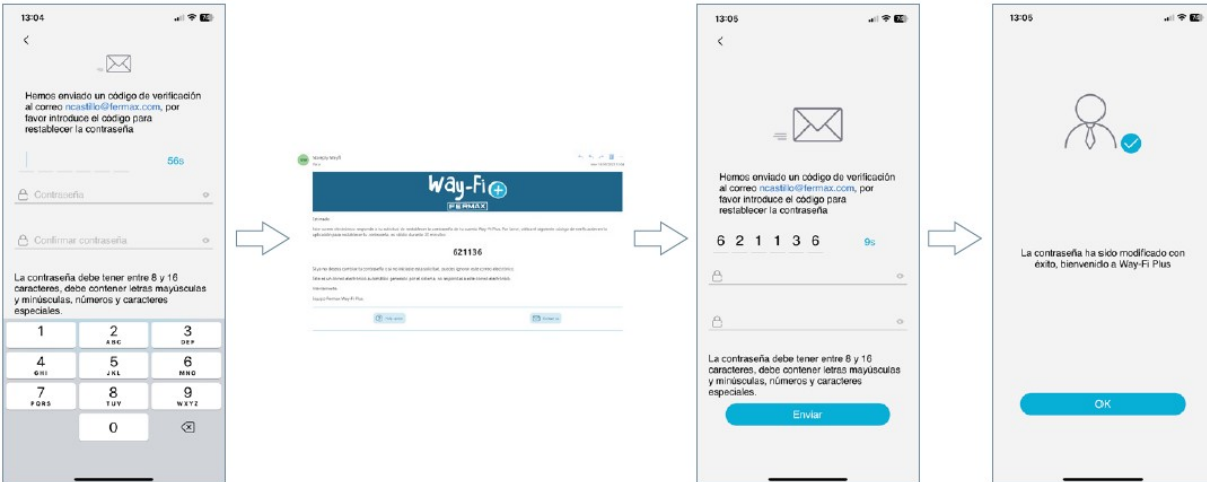 13:04
Hemos enviado un código de verificación
al correo ncastillo@fermax.com, por
favor introduce el código para
restablecer la contraseña
56s
Contraseña
Confirmar contraseña
La contraseña debe tener entre 8 y 16
caracteres, debe contener letras mayúsculas
y minúsculas, números y caracteres
especiales.
1
2
ABC
3
DEF
4
GHI
5
JKL
6
MNO
7
PQRS
8
TUV
9
WXYZ
0
Way-Fi
FERMAX
621136
13:05
Hemos enviado un código de verificación
al correo ncastillo@fermax.com, por
favor introduce el código para
restablecer la contraseña
6 2 1 1 3 6
9s
La contraseña debe tener entre 8 y 16
caracteres, debe contener letras mayúsculas
y minúsculas, números y caracteres
especiales.
Enviar
13:05
La contraseña ha sido modificada con
éxito, bienvenido a Way-Fi Plus
OK